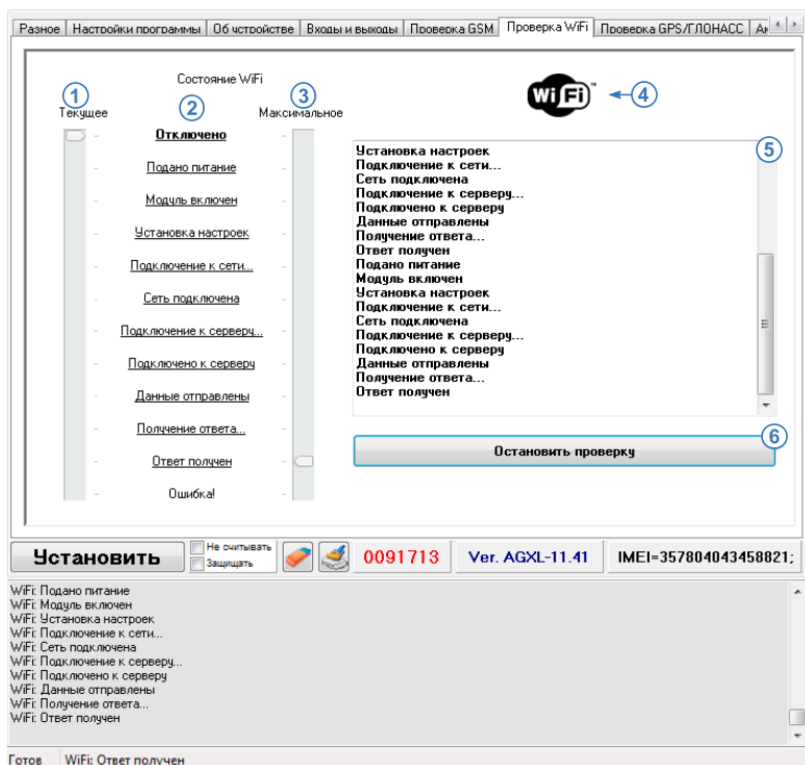 Разное Настройки программы Об устройстве Входы и выходы Проверка GSM Проверка WiFi Проверка GPS/ГЛОНАСС
Состояние WiFi
1 2 3 4
Текущее Максимальное
Wi Fi TM
Отключено
Подано питание
Модуль включен
Установка настроек
Подключение к сети...
Сеть подключена
Подключение к серверу...
Подключено к серверу
Данные отправлены
Получение ответа...
Ответ получен
Ошибка!
5
Установка настроек
Подключение к сети...
Сеть подключена
Подключение к серверу...
Подключено к серверу
Данные отправлены
Получение ответа...
Ответ получен
Подано питание
Модуль включен
Установка настроек
Подключение к сети...
Сеть подключена
Подключение к серверу...
Подключено к серверу
Данные отправлены
Получение ответа...
Ответ получен
6
Остановить проверку
Установить
Не считывать
Защищать
0091713 Ver. AGXL-11.41 IMEI=357804043458821;
WiFi: Подано питание
WiFi: Модуль включен
WiFi: Установка настроек
WiFi: Подключение к сети...
WiFi: Сеть подключена
WiFi: Подключение к серверу...
WiFi: Подключено к серверу
WiFi: Данные отправлены
WiFi: Получение ответа...
WiFi: Ответ получен
Готов WiFi: Ответ получен